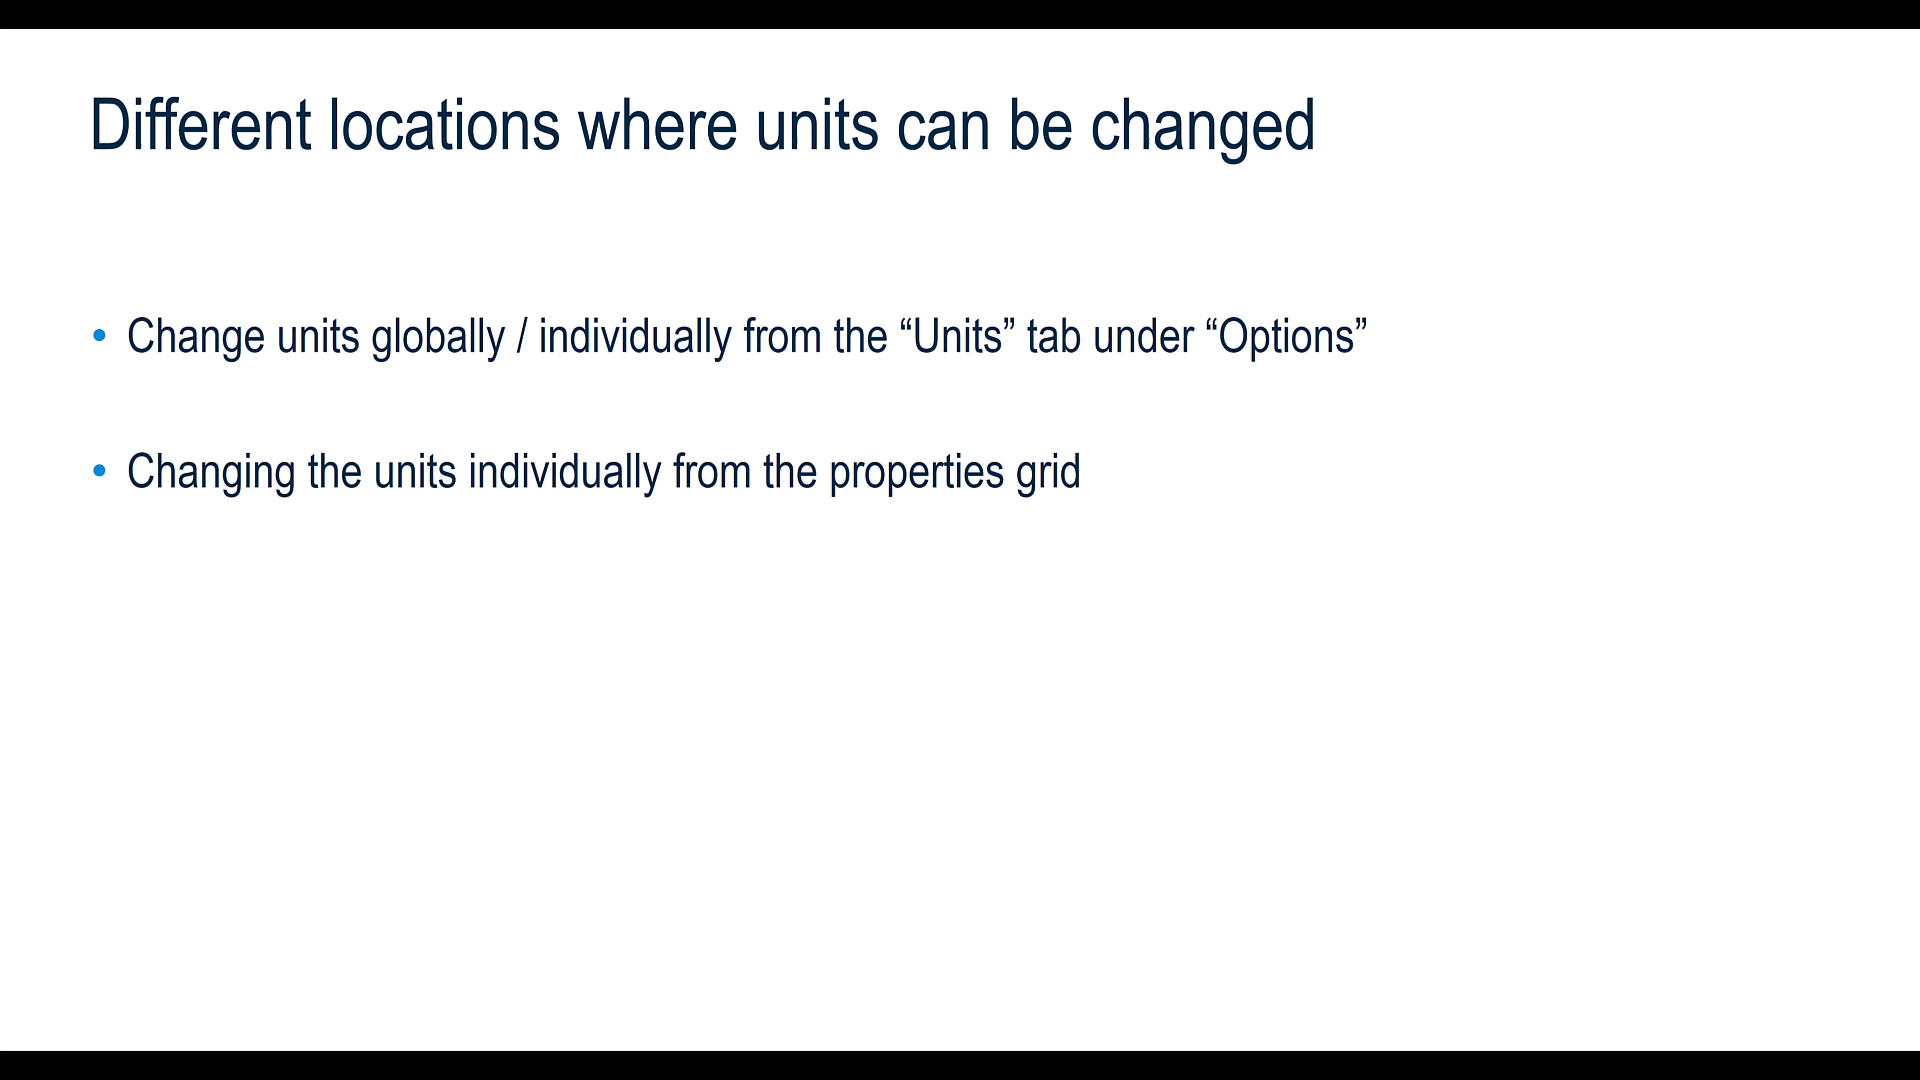 Different locations where units can be changed
• Change units globally / individually from the “Units” tab under “Options”
• Changing the units individually from the properties grid